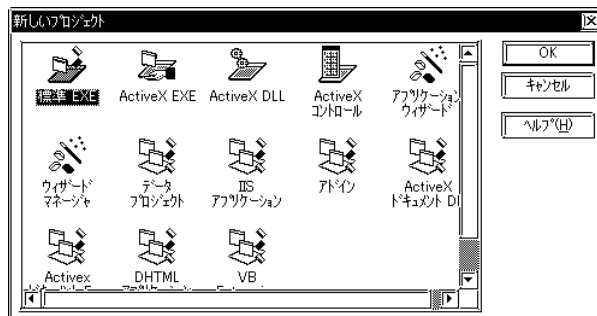 新しいプロジェクト
OK
キャンセル
ヘルプ(H)
標準 EXE
ActiveX EXE
ActiveX DLL
ActiveX
コントロール
アプリケーション
ウィザード
ウィザード
マネージャ
データ
プロジェクト
IIS
アプリケーション
アドイン
ActiveX
ドキュメント Dl
Activex
DHTML
VB